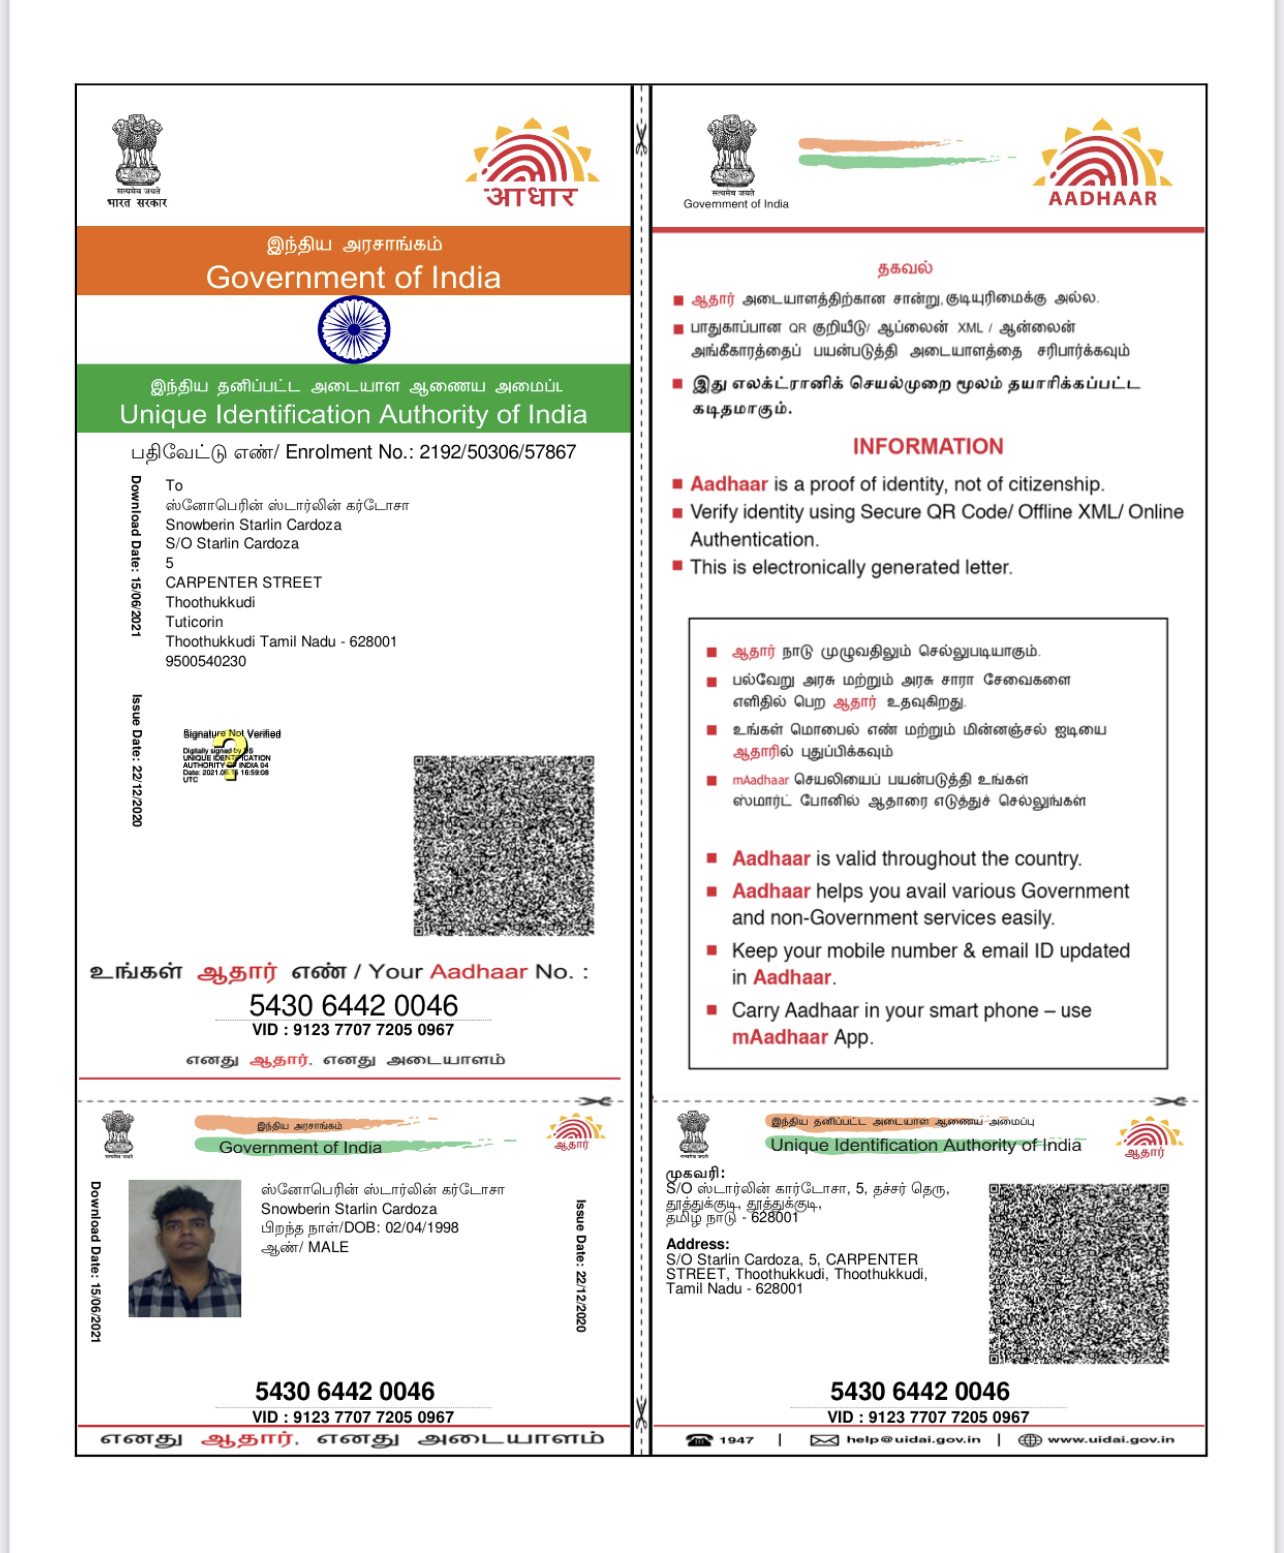 सत्यमेव जयते
भारत सरकार
आधार
இந்திய அரசாங்கம்
Government of India
இந்திய தனிப்பட்ட அடையாள ஆணைய அமைப்
Unique Identification Authority of India
பதிவேட்டு எண்/ Enrolment No.: 2192/50306/57867
Download Date: 15/06/2021
To
ஸ்னோபெரின் ஸ்டார்லின் கர்டோசா
Snowberin Starlin Cardoza
S/O Starlin Cardoza
5
CARPENTER STREET
Thoothukkudi
Tuticorin
Thoothukkudi Tamil Nadu - 628001
9500540230
Issue Date: 22/12/2020
Signature Not Verified
Digitally signed by DS
UNIQUE IDENTIFICATION
AUTHORITY OF INDIA 04
16:59:08
UTC
உங்கள் ஆதார் எண் / Your Aadhaar No. :
5430 6442 0046
VID : 9123 7707 7205 0967
எனது ஆதார், எனது அடையாளம்
सत्यमेव जयते
Government of India
AADHAAR
தகவல்
ஆதார் அடையாளத்திற்கான சான்று, குடியுரிமைக்கு அல்ல.
பாதுகாப்பான QR குறியீடு/ ஆப்லைன் XML / ஆன்லைன்
அங்கீகாரத்தைப் பயன்படுத்தி அடையாளத்தை சரிபார்க்கவும்
இது எலக்ட்ரானிக் செயல்முறை மூலம் தயாரிக்கப்பட்ட
கடிதமாகும்.
INFORMATION
Aadhaar is a proof of identity, not of citizenship.
Verify identity using Secure QR Code/ Offline XML/ Online
Authentication.
This is electronically generated letter.
ஆதார் நாடு முழுவதிலும் செல்லுபடியாகும்.
பல்வேறு அரசு மற்றும் அரசு சாரா சேவைகளை
எளிதில் பெற ஆதார் உதவுகிறது.
உங்கள் மொபைல் எண் மற்றும் மின்னஞ்சல் ஐடியை
ஆதாரில் புதுப்பிக்கவும்
mAadhaar செயலியைப் பயன்படுத்தி உங்கள்
ஸ்மார்ட் போனில் ஆதாரை எடுத்துச் செல்லுங்கள்
Aadhaar is valid throughout the country.
Aadhaar helps you avail various Government
and non-Government services easily.
Keep your mobile number & email ID updated
in Aadhaar.
Carry Aadhaar in your smart phone – use
mAadhaar App.
இந்திய அரசாங்கம்
Government of India
ஆதார்
Download Date: 15/06/2021
ஸ்னோபெரின் ஸ்டார்லின் கர்டோசா
Snowberin Starlin Cardoza
பிறந்த நாள்/DOB: 02/04/1998
ஆண்/ MALE
Issue Date: 22/12/2020
5430 6442 0046
VID : 9123 7707 7205 0967
எனது ஆதார், எனது அடையாளம்
இந்திய தனிப்பட்ட அடையாள ஆணைய அமைப்பு
Unique Identification Authority of India
ஆதார்
முகவரி:
S/O ஸ்டார்லின் கார்டோசா, 5, தச்சர் தெரு,
தூத்துக்குடி, தூத்துக்குடி,
தமிழ் நாடு - 628001
Address:
S/O Starlin Cardoza, 5, CARPENTER
STREET, Thoothukkudi, Thoothukkudi,
Tamil Nadu - 628001
5430 6442 0046
VID : 9123 7707 7205 0967
1947 | help@uidai.gov.in | www.uidai.gov.in